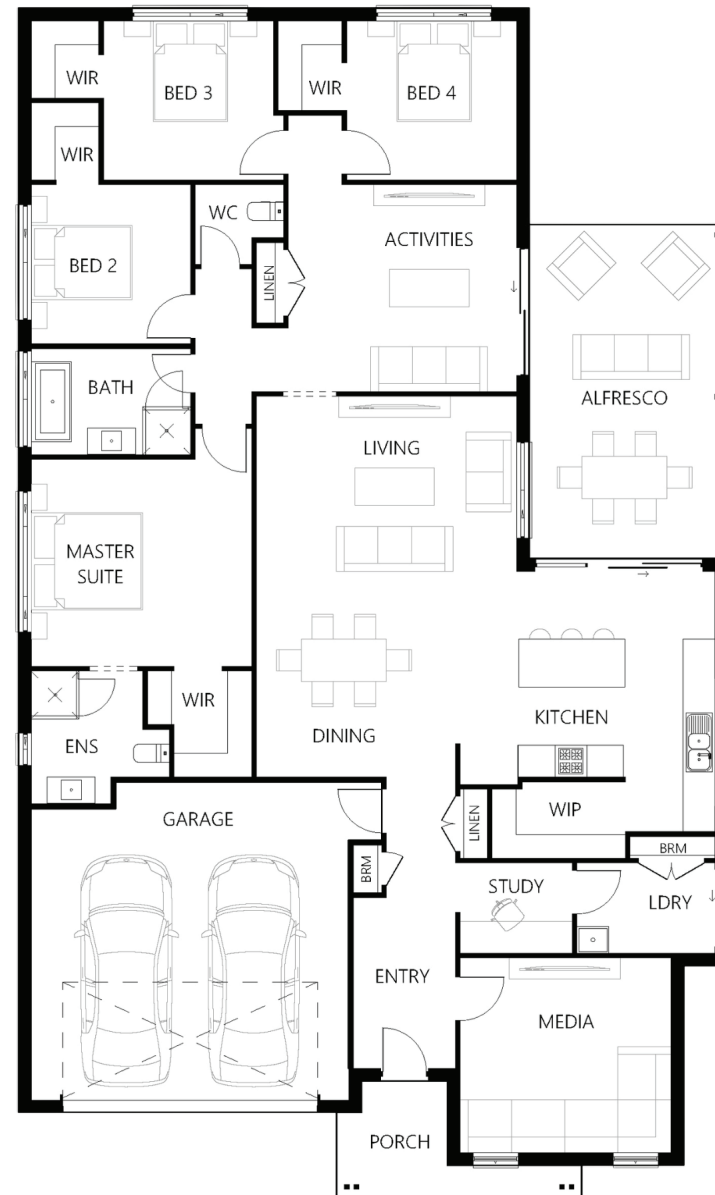 WIR
BED 3
WIR
BED 4
WIR
WC
ACTIVITIES
BED 2
LINEN
BATH
ALFRESCO
LIVING
MASTER
SUITE
WIR
KITCHEN
ENS
DINING
GARAGE
WIP
LINEN
BRM
BRM
STUDY
LDRY
ENTRY
MEDIA
PORCH